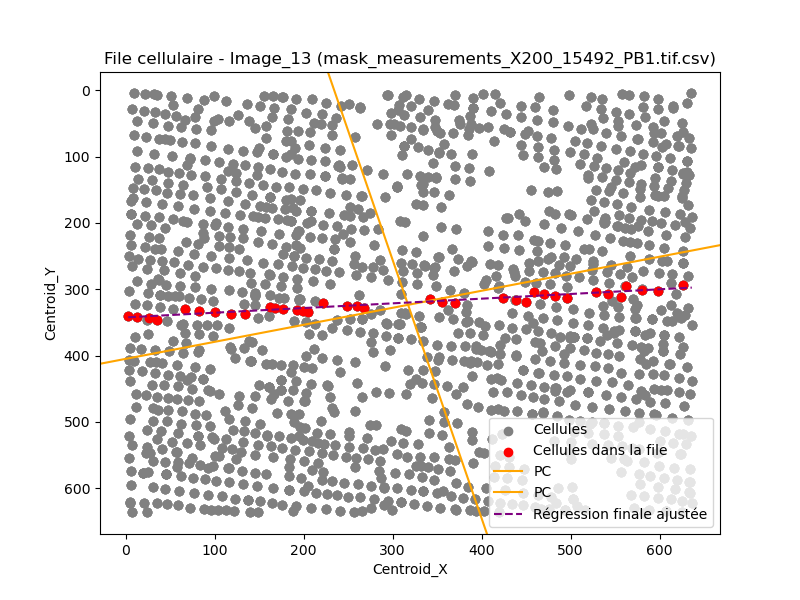 File cellulaire - Image_13 (mask_measurements_X200_15492_PB1.tif.csv)
0
100
200
300
400
500
600
Centroid_Y
Cellules
Cellules dans la file
PC
PC
Régression finale ajustée
0 100 200 300 400 500 600
Centroid_X